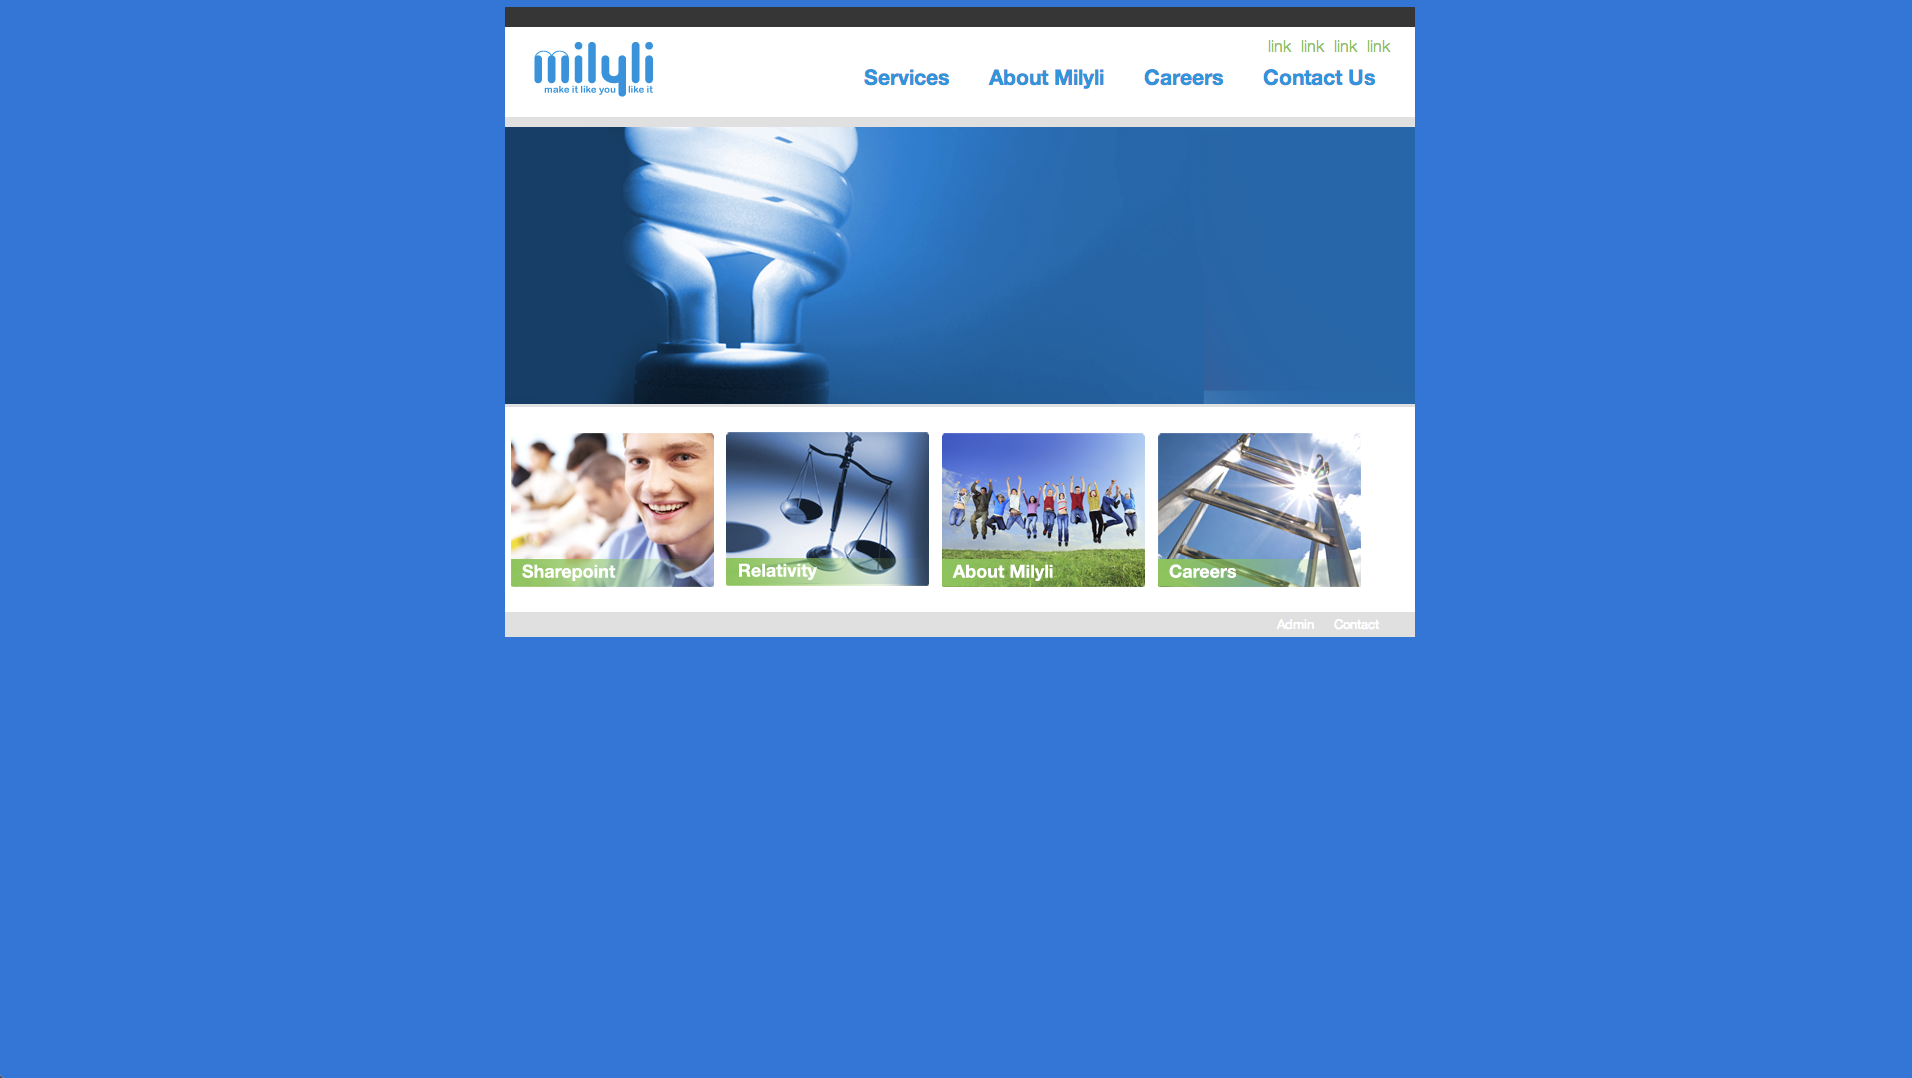 milyli
make it like you like it
link link link link
Services About Milyli Careers Contact Us
Sharepoint
Relativity
About Milyli
Careers
Admin Contact